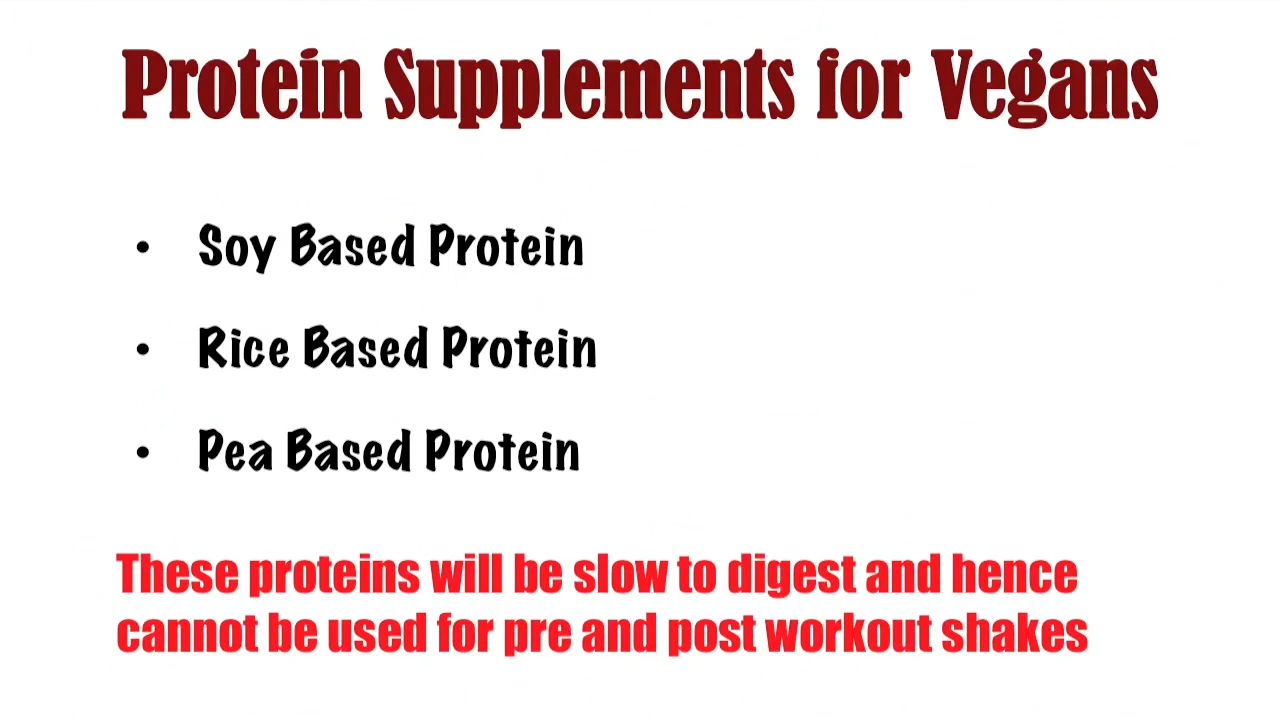 Protein Supplements for Vegans
• Soy Based Protein
• Rice Based Protein
• Pea Based Protein
These proteins will be slow to digest and hence
cannot be used for pre and post workout shakes